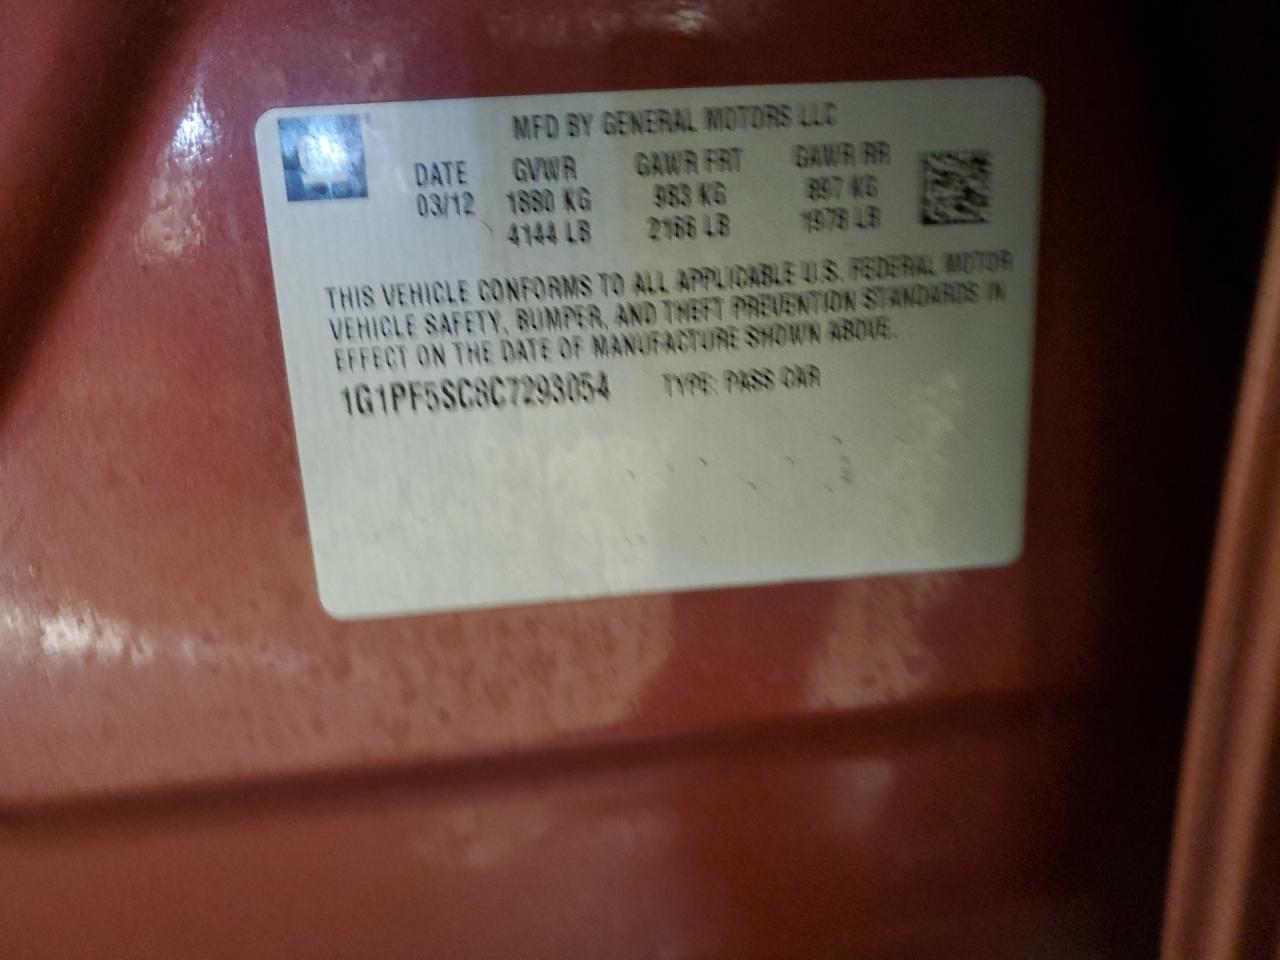 GM
MFD BY GENERAL MOTORS LLC
DATE GVWR GAWR FRT GAWR RR
03/12 1880 KG 983 KG 897 KG
4144 LB 2166 LB 1978 LB
THIS VEHICLE CONFORMS TO ALL APPLICABLE U.S. FEDERAL MOTOR
VEHICLE SAFETY, BUMPER, AND THEFT PREVENTION STANDARDS IN
EFFECT ON THE DATE OF MANUFACTURE SHOWN ABOVE.
1G1PF5SC8C7293054 TYPE: PASS CAR